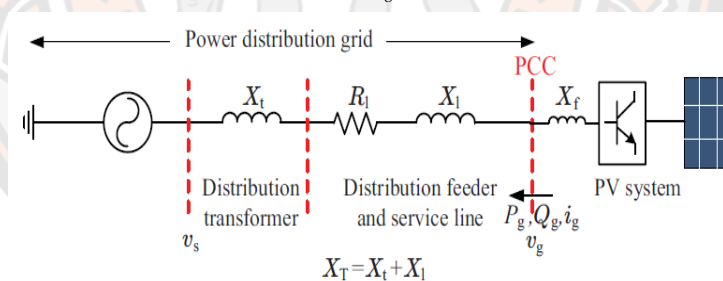 Power distribution grid
PCC
Xt Rl Xl Xf
Distribution transformer
Distribution feeder and service line
Pg,Qg,ig
PV system
vs
vg
XT=Xt+Xl